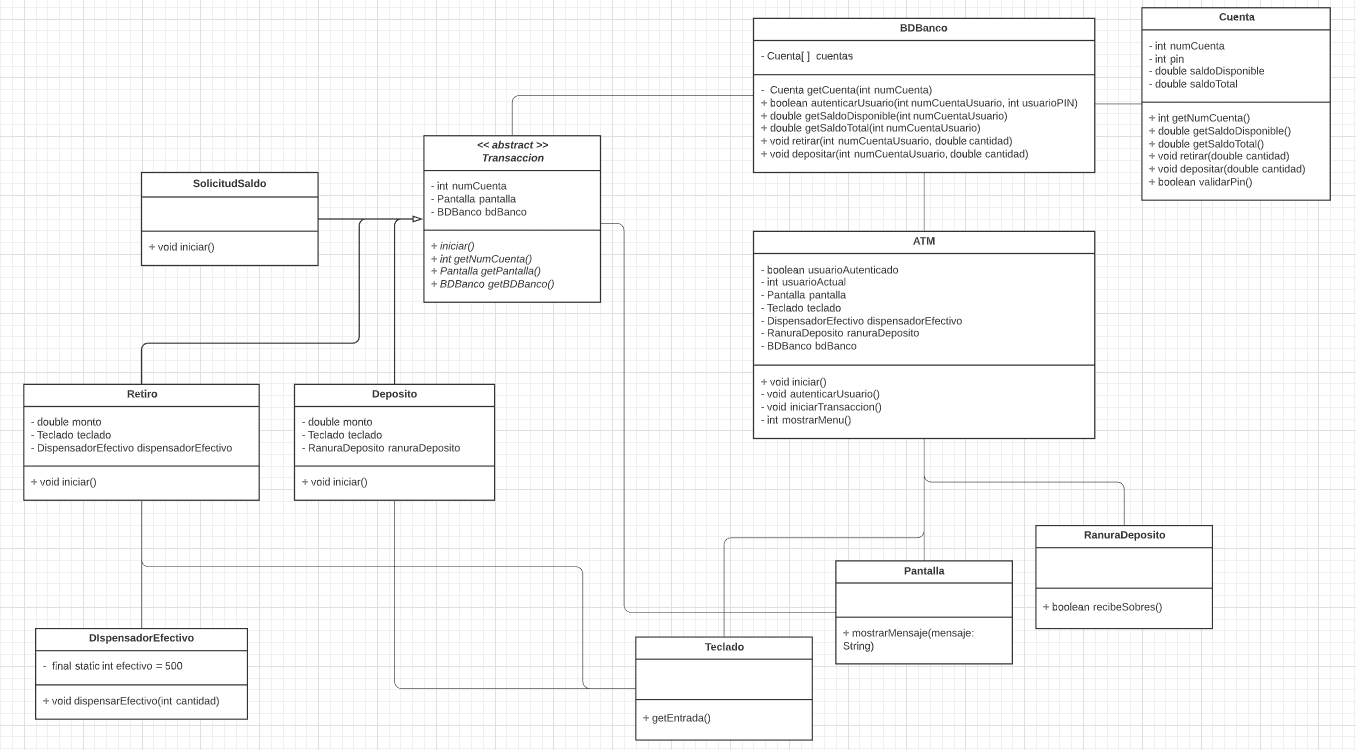 BDBanco
- Cuenta[ ]  cuentas
-  Cuenta getCuenta(int numCuenta)
+ boolean autenticarUsuario(int numCuentaUsuario, int usuarioPIN)
+ double getSaldoDisponible(int numCuentaUsuario)
+ double getSaldoTotal(int numCuentaUsuario)
+ void retirar(int numCuentaUsuario, double cantidad)
+ void depositar(int numCuentaUsuario, double cantidad)
Cuenta
- int numCuenta
- int pin
- double saldoDisponible
- double saldoTotal
+ int getNumCuenta()
+ double getSaldoDisponible()
+ double getSaldoTotal()
+ void retirar(double cantidad)
+ void depositar(double cantidad)
+ boolean validarPin()
<< abstract >>
Transaccion
- int numCuenta
- Pantalla pantalla
- BDBanco bdBanco
+ iniciar()
+ int getNumCuenta()
+ Pantalla getPantalla()
+ BDBanco getBDBanco()
SolicitudSaldo
+ void iniciar()
ATM
- boolean usuarioAutenticado
- int usuarioActual
- Pantalla pantalla
- Teclado teclado
- DispensadorEfectivo dispensadorEfectivo
- RanuraDeposito ranuraDeposito
- BDBanco bdBanco
+ void iniciar()
- void autenticarUsuario()
- void iniciarTransaccion()
- int mostrarMenu()
Retiro
- double monto
- Teclado teclado
- DispensadorEfectivo dispensadorEfectivo
+ void iniciar()
Deposito
- double monto
- Teclado teclado
- RanuraDeposito ranuraDeposito
+ void iniciar()
RanuraDeposito
+ boolean recibeSobres()
Pantalla
+ mostrarMensaje(mensaje:
String)
DIspensadorEfectivo
-  final static int efectivo = 500
+ void dispensarEfectivo(int cantidad)
Teclado
+ getEntrada()